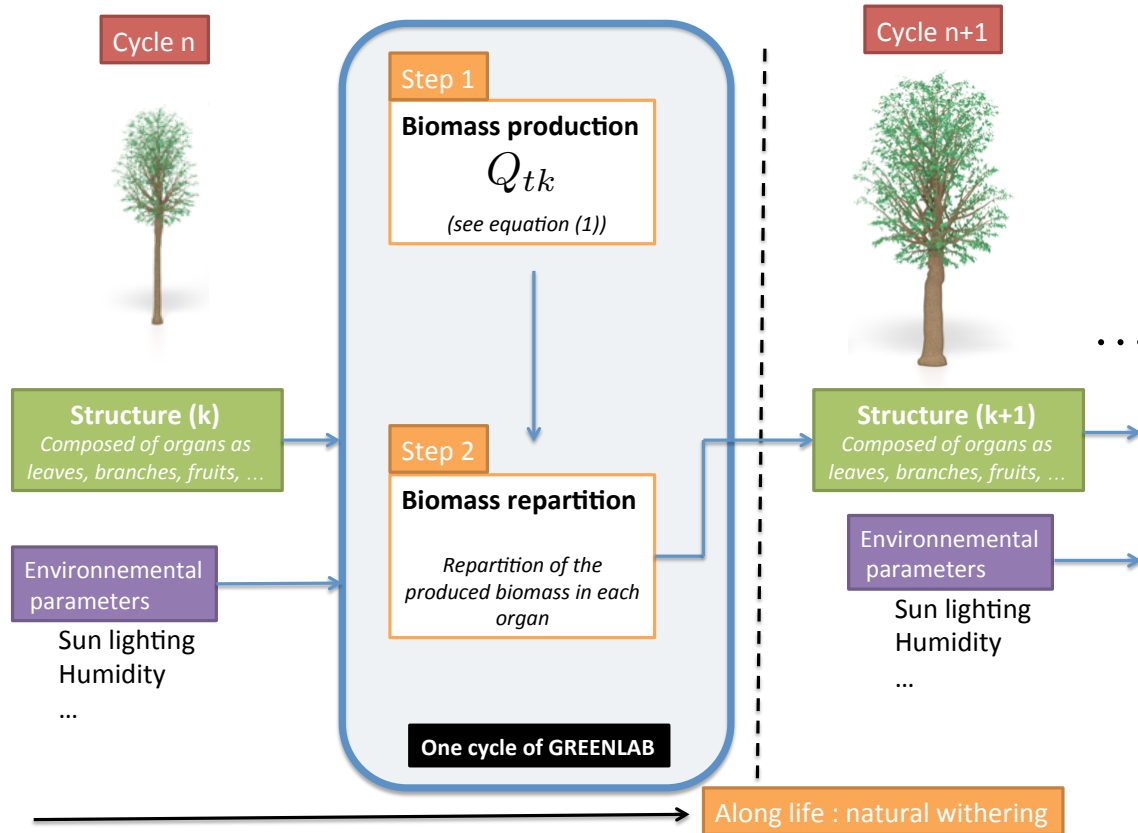 Cycle n
Step 1
Biomass production
Q_{tk}
(see equation (1))
Cycle n+1
...
Structure (k)
Composed of organs as
leaves, branches, fruits, ...
Step 2
Biomass repartition
Repartition of the
produced biomass in each
organ
Structure (k+1)
Composed of organs as
leaves, branches, fruits, ...
Environnemental
parameters
Sun lighting
Humidity
...
Environnemental
parameters
Sun lighting
Humidity
...
One cycle of GREENLAB
Along life : natural withering